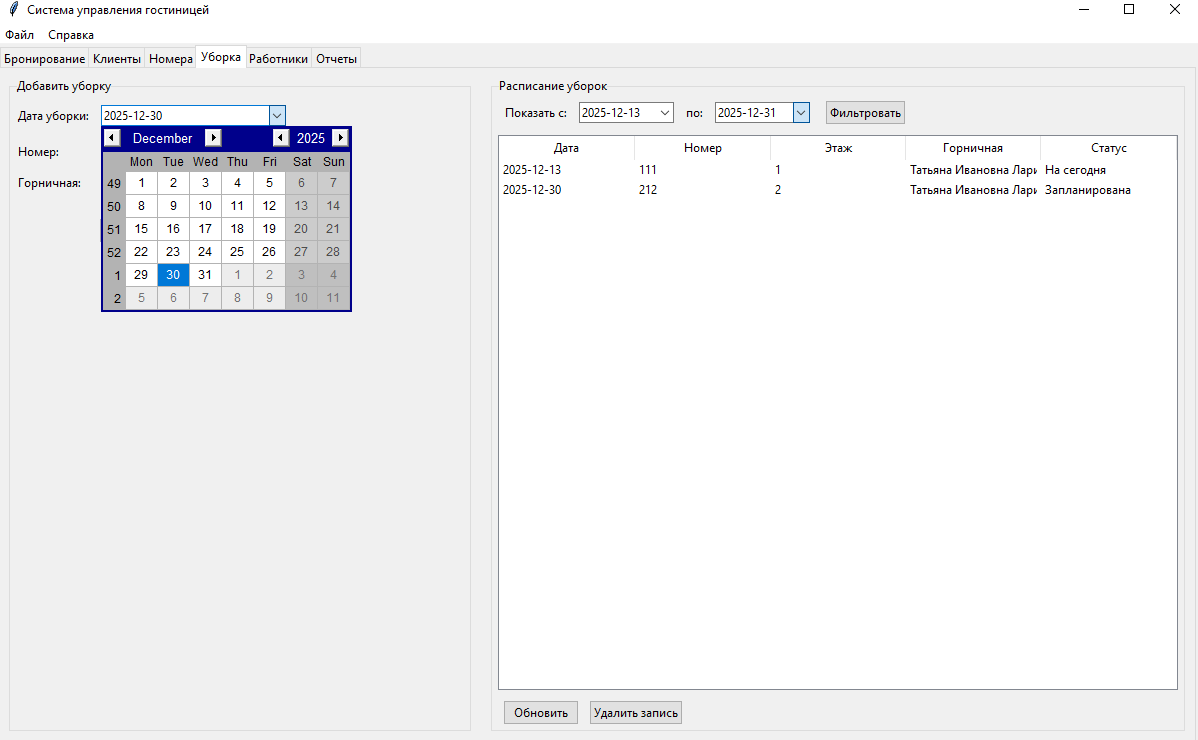 Система управления гостиницей
Файл Справка
Бронирование Клиенты Номера Уборка Работники Отчеты
Добавить уборку
Дата уборки: 2025-12-30
December 2025
Mon Tue Wed Thu Fri Sat Sun
49 1 2 3 4 5 6 7
50 8 9 10 11 12 13 14
51 15 16 17 18 19 20 21
52 22 23 24 25 26 27 28
1 29 30 31 1 2 3 4
2 5 6 7 8 9 10 11
Номер:
Горничная:
Расписание уборок
Показать с: 2025-12-13 по: 2025-12-31 Фильтровать
Дата Номер Этаж Горничная Статус
2025-12-13 111 1 Татьяна Ивановна Лари На сегодня
2025-12-30 212 2 Татьяна Ивановна Лари Запланирована
Обновить Удалить запись